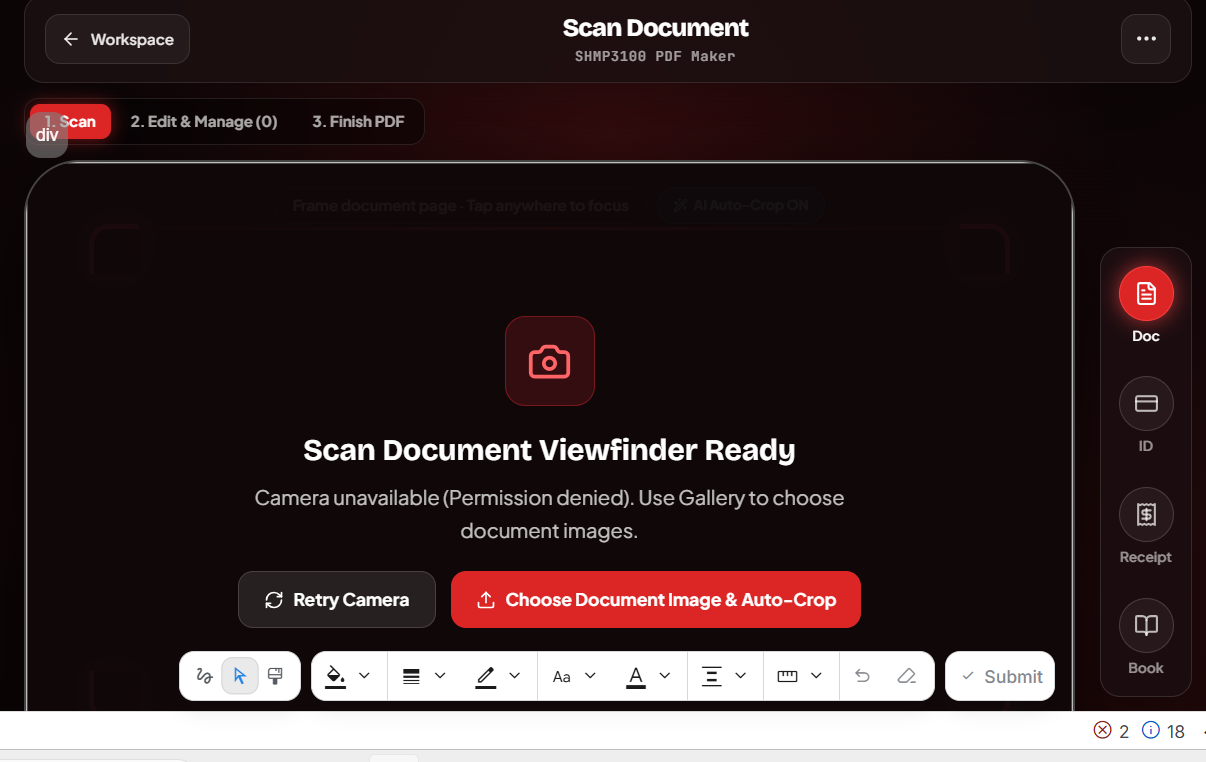 Workspace
Scan Document
SHMP3100 PDF Maker
1. Scan
2. Edit & Manage (0)
3. Finish PDF
div
Frame document page · Tap anywhere to focus
AI Auto-Crop ON
Scan Document Viewfinder Ready
Camera unavailable (Permission denied). Use Gallery to choose
document images.
Retry Camera
Choose Document Image & Auto-Crop
Doc
ID
Receipt
Book
Aa
A
Submit
2
18